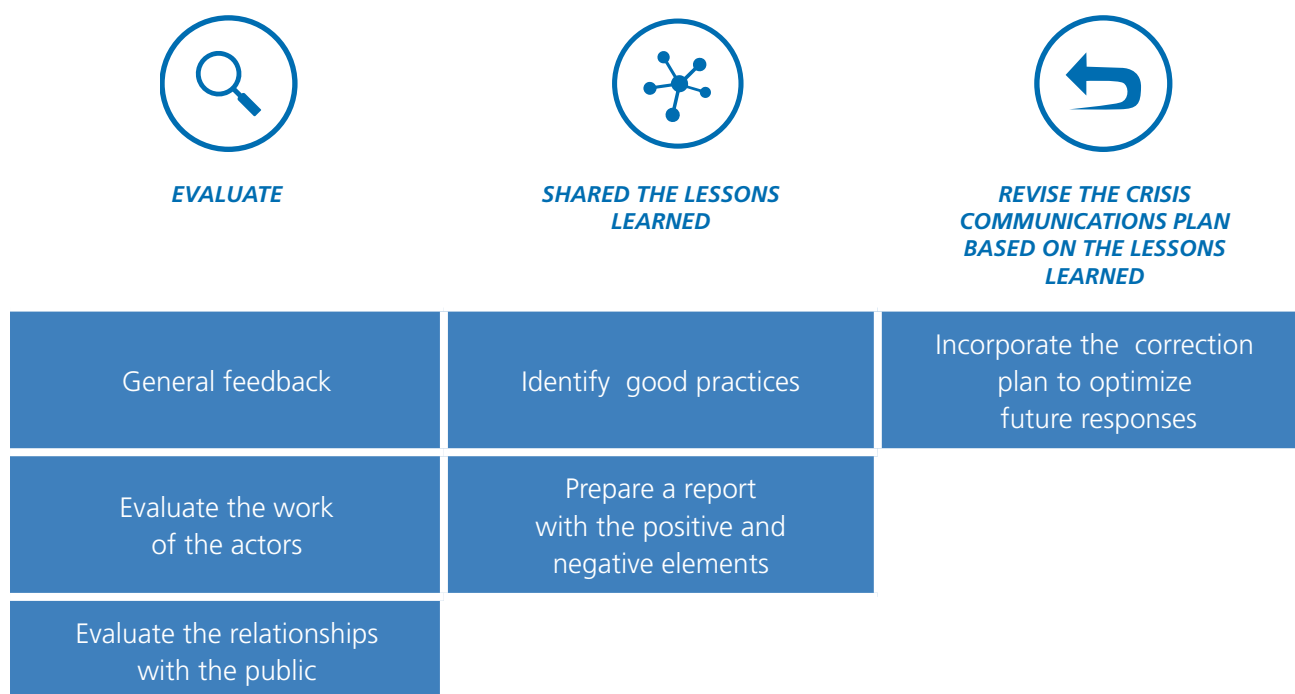 EVALUATE
SHARED THE LESSONS
LEARNED
REVISE THE CRISIS
COMMUNICATIONS PLAN
BASED ON THE LESSONS
LEARNED
General feedback
Identify good practices
Incorporate the correction
plan to optimize
future responses
Evaluate the work
of the actors
Prepare a report
with the positive and
negative elements
Evaluate the relationships
with the public